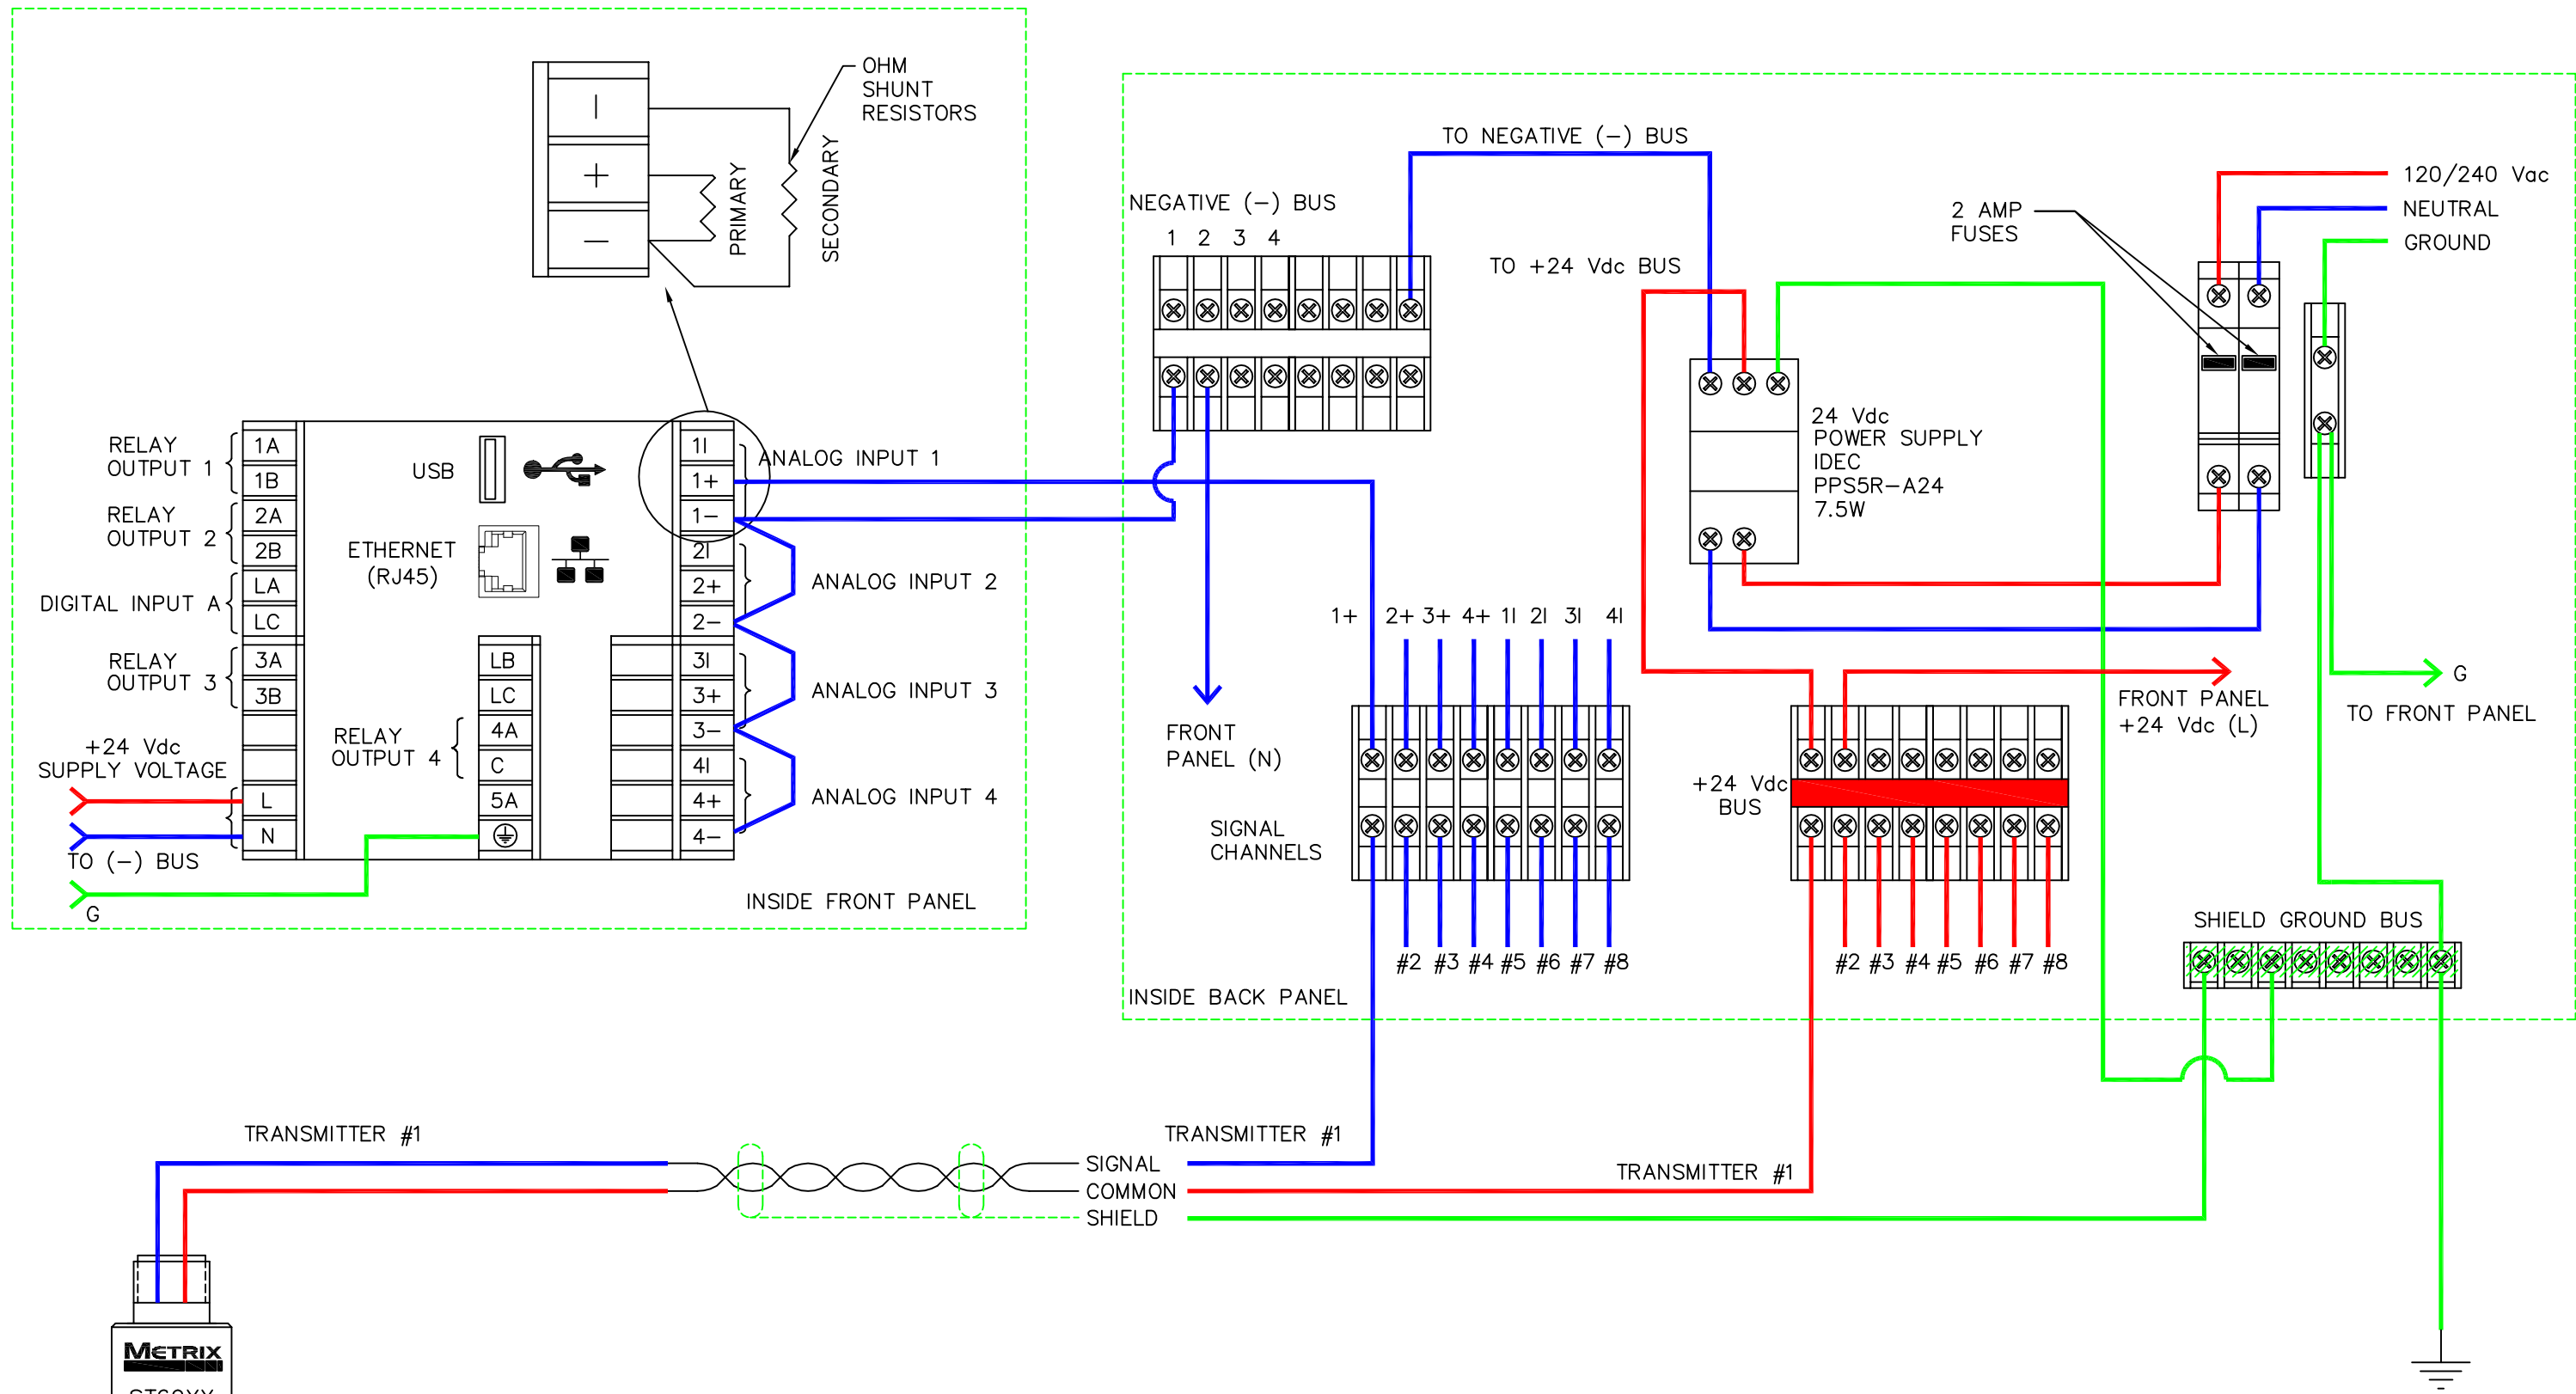 OHM
SHUNT
RESISTORS
I
+
−
PRIMARY
SECONDARY
RELAY
OUTPUT 1
1A
1B
RELAY
OUTPUT 2
2A
2B
DIGITAL INPUT A
LA
LC
RELAY
OUTPUT 3
3A
3B
+24 Vdc
SUPPLY VOLTAGE
L
N
TO (−) BUS
G
USB
ETHERNET
(RJ45)
LB
LC
RELAY
OUTPUT 4
4A
C
5A
1I
1+
1−
2I
2+
2−
3I
3+
3−
4I
4+
4−
ANALOG INPUT 1
ANALOG INPUT 2
ANALOG INPUT 3
ANALOG INPUT 4
INSIDE FRONT PANEL
TO NEGATIVE (−) BUS
NEGATIVE (−) BUS
1 2 3 4
TO +24 Vdc BUS
2 AMP
FUSES
120/240 Vac
NEUTRAL
GROUND
24 Vdc
POWER SUPPLY
IDEC
PPS5R−A24
7.5W
1+ 2+ 3+ 4+ 1I 2I 3I 4I
FRONT
PANEL (N)
FRONT PANEL
+24 Vdc (L)
G
TO FRONT PANEL
+24 Vdc
BUS
SIGNAL
CHANNELS
#2 #3 #4 #5 #6 #7 #8
#2 #3 #4 #5 #6 #7 #8
SHIELD GROUND BUS
INSIDE BACK PANEL
TRANSMITTER #1
TRANSMITTER #1
SIGNAL
COMMON
SHIELD
TRANSMITTER #1
METRIX